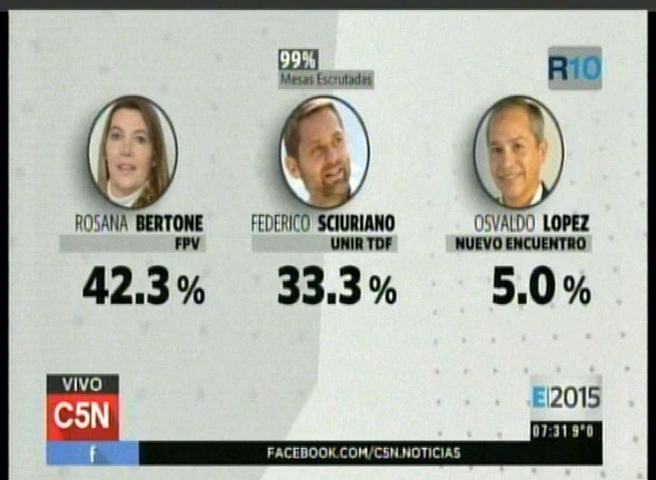 99%
Mesas Escrutadas
R10
ROSANA BERTONE
FPV
42.3 %
FEDERICO SCIURIANO
UNIR TDF
33.3 %
OSVALDO LOPEZ
NUEVO ENCUENTRO
5.0 %
VIVO
C5N
E|2015
07:31 9°0
f
FACEBOOK.COM/C5N.NOTICIAS